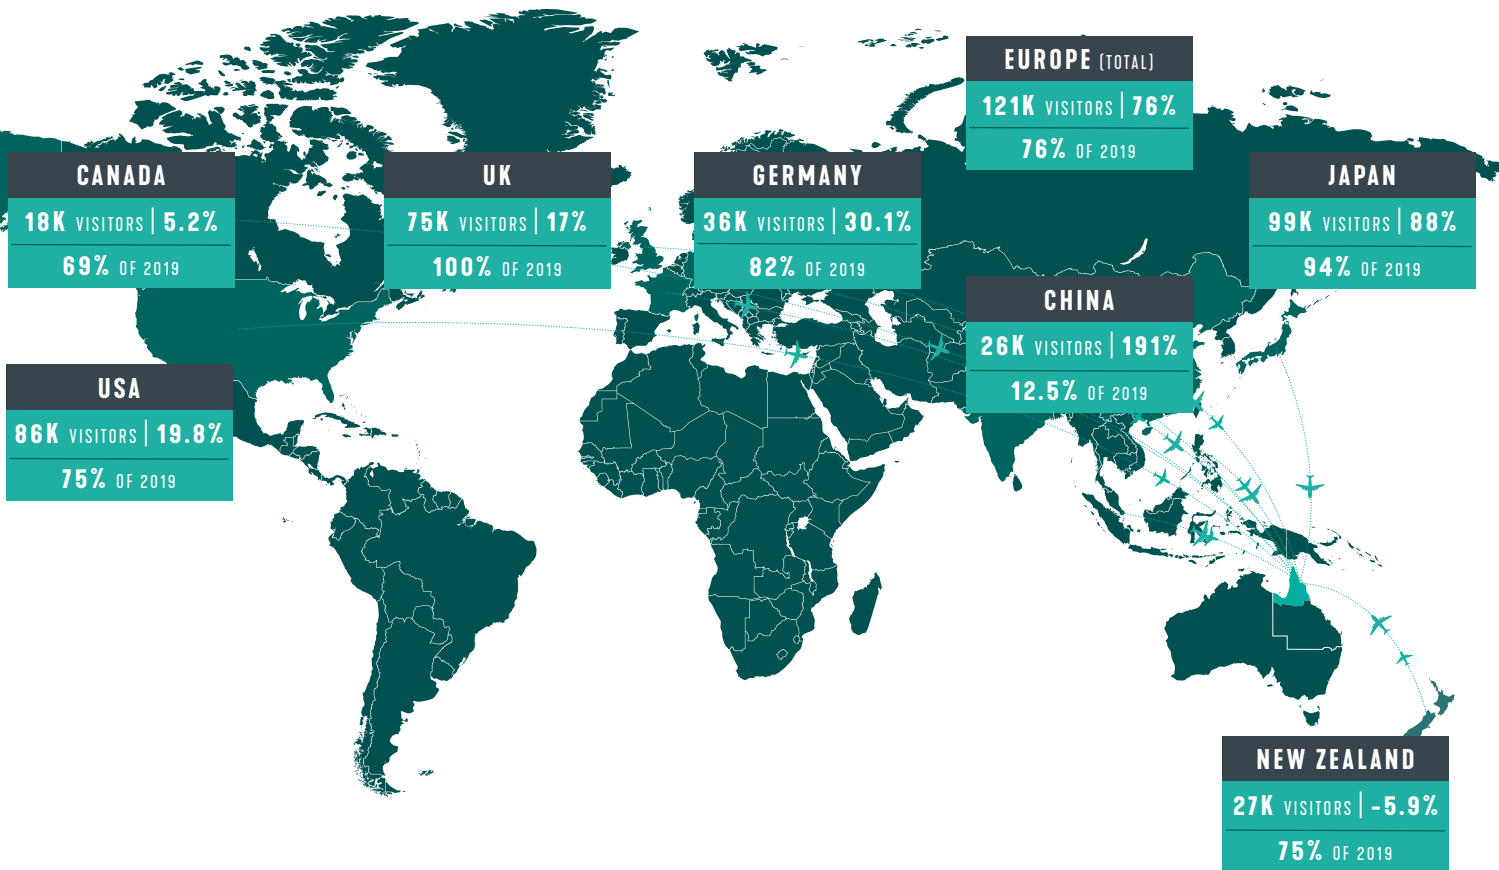 EUROPE (TOTAL)
121K VISITORS | 76%
76% OF 2019
CANADA
18K VISITORS | 5.2%
69% OF 2019
UK
75K VISITORS | 17%
100% OF 2019
GERMANY
36K VISITORS | 30.1%
82% OF 2019
JAPAN
99K VISITORS | 88%
94% OF 2019
CHINA
26K VISITORS | 191%
12.5% OF 2019
USA
86K VISITORS | 19.8%
75% OF 2019
NEW ZEALAND
27K VISITORS | -5.9%
75% OF 2019